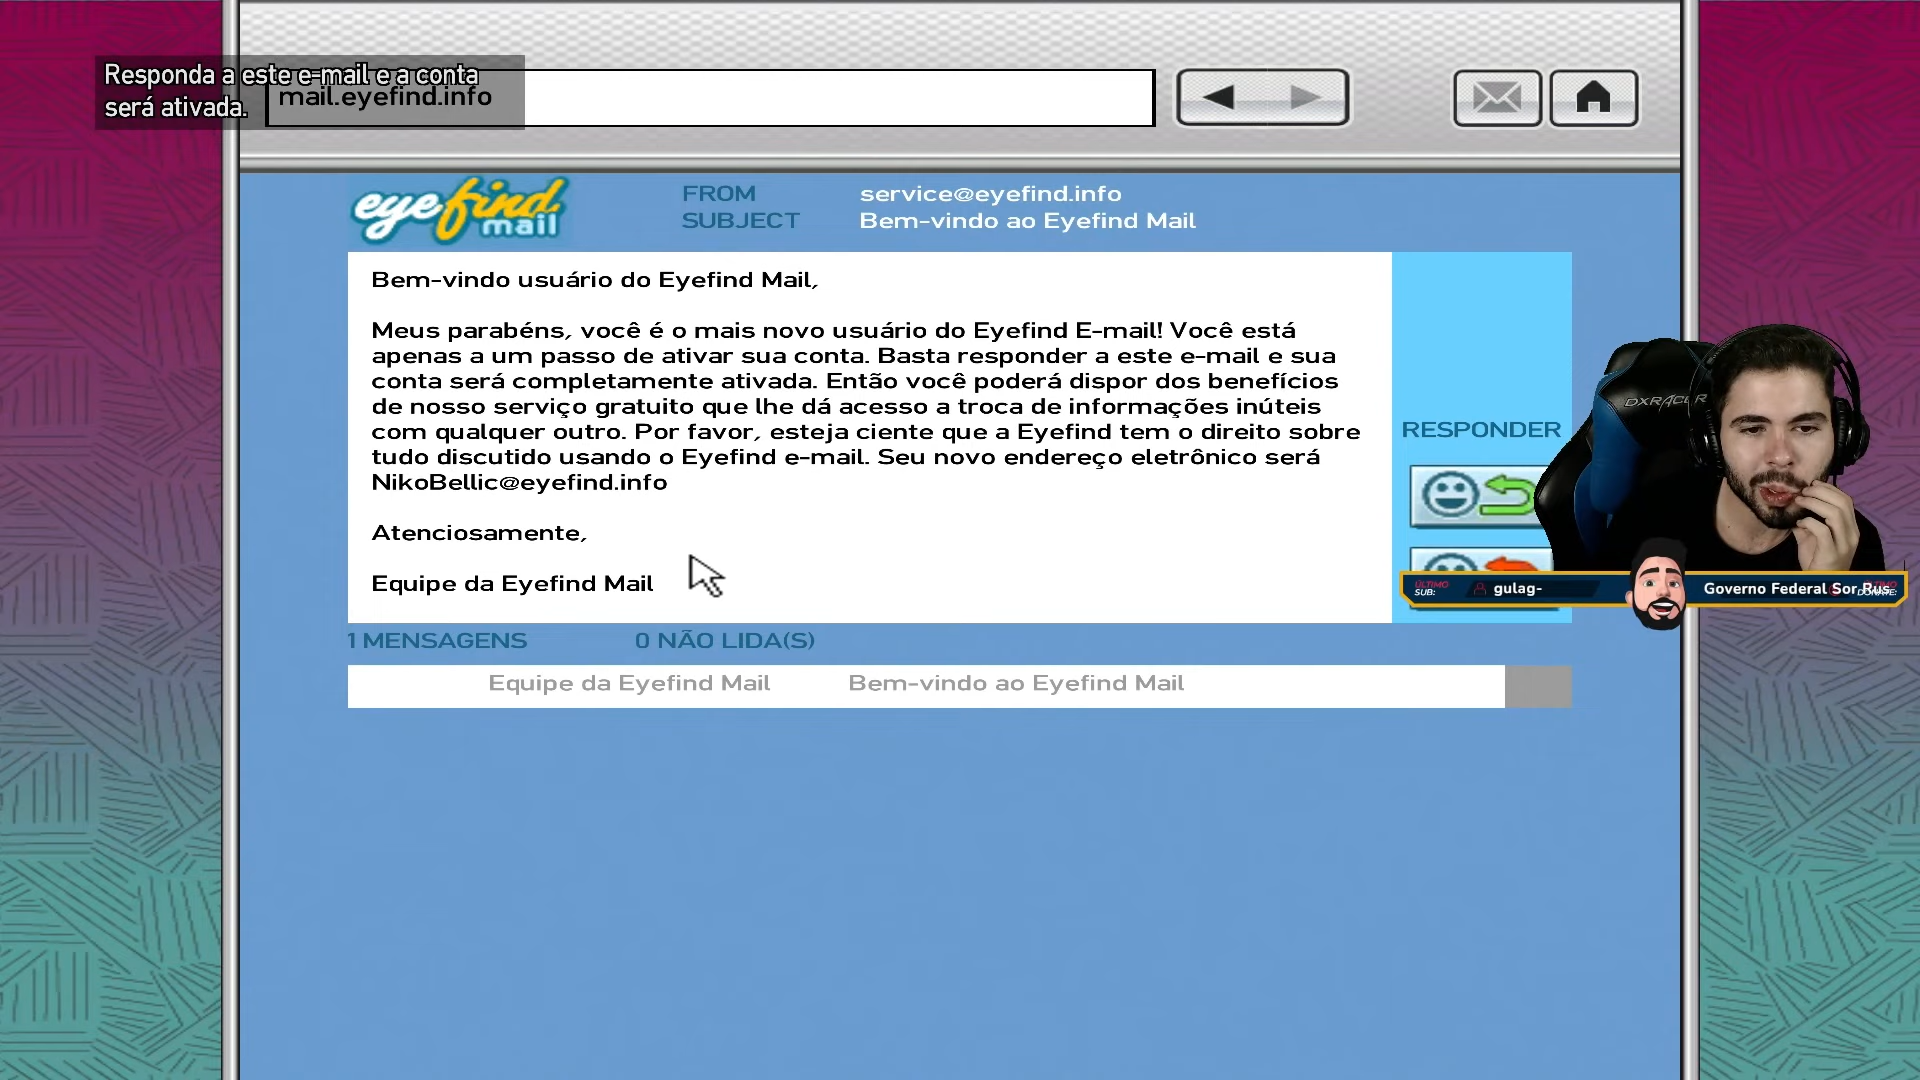 Responda a este e-mail e a conta
será ativada.
mail.eyefind.info
eyefind mail
FROM service@eyefind.info
SUBJECT Bem-vindo ao Eyefind Mail
Bem-vindo usuário do Eyefind Mail,
Meus parabéns, você é o mais novo usuário do Eyefind E-mail! Você está
apenas a um passo de ativar sua conta. Basta responder a este e-mail e sua
conta será completamente ativada. Então você poderá dispor dos benefícios
de nosso serviço gratuito que lhe dá acesso a troca de informações inúteis
com qualquer outro. Por favor, esteja ciente que a Eyefind tem o direito sobre
tudo discutido usando o Eyefind e-mail. Seu novo endereço eletrônico será
NikoBellic@eyefind.info
Atenciosamente,
Equipe da Eyefind Mail
RESPONDER
DXRACER
ÚLTIMO
SUB: gulag-
Governo Federal Sor Rus
ÚLTIMO
DONATE:
1 MENSAGENS 0 NÃO LIDA(S)
Equipe da Eyefind Mail Bem-vindo ao Eyefind Mail